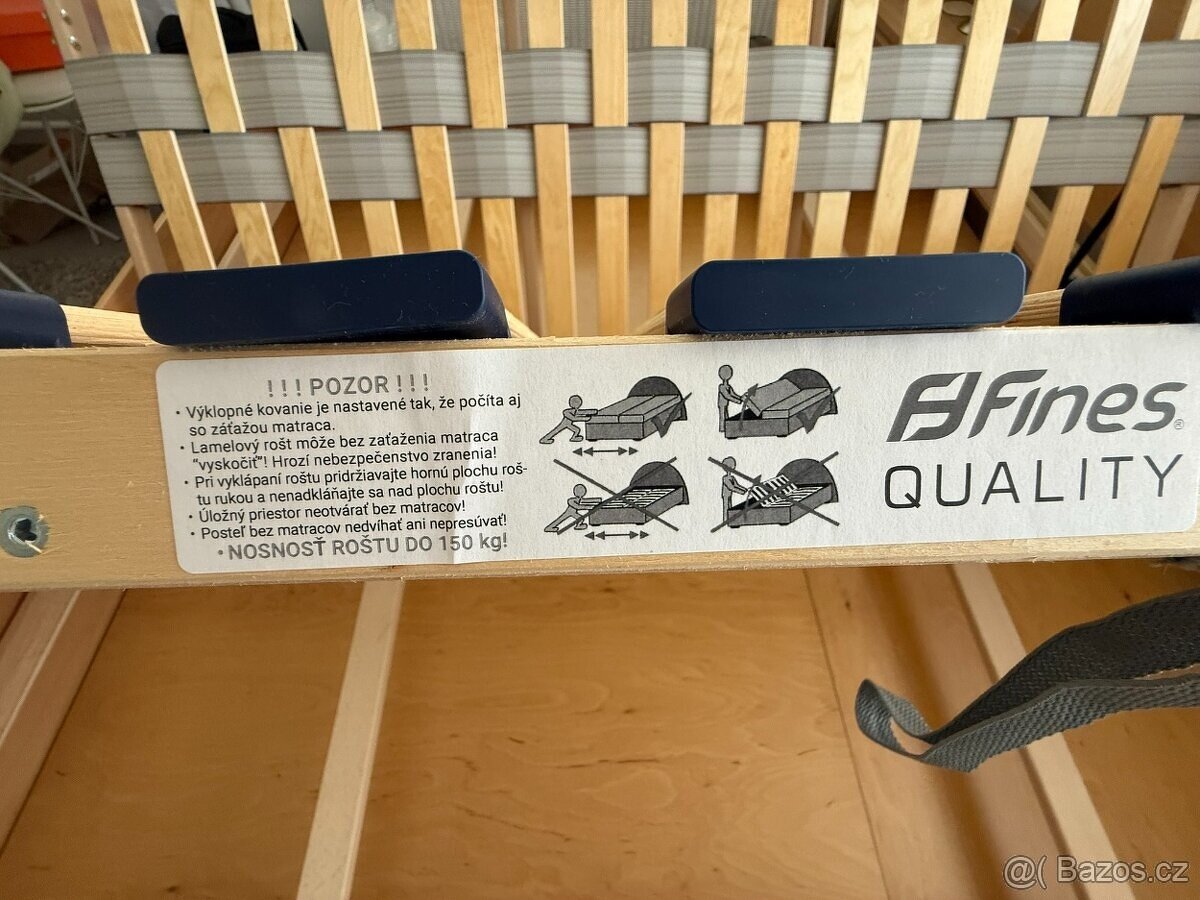 !!! POZOR !!!
• Výklopné kovanie je nastavené tak, že počíta aj
so záťažou matraca.
• Lamelový rošt môže bez zaťaženia matraca
"vyskočiť"! Hrozí nebezpečenstvo zranenia!
• Pri vyklápaní roštu pridržiavajte hornú plochu roš-
tu rukou a nenadkláňajte sa nad plochu roštu!
• Úložný priestor neotvárať bez matracov!
• Posteľ bez matracov nedvíhať ani nepresúvať!
• NOSNOSŤ ROŠTU DO 150 kg!
Fines®
QUALITY
@( Bazos.cz